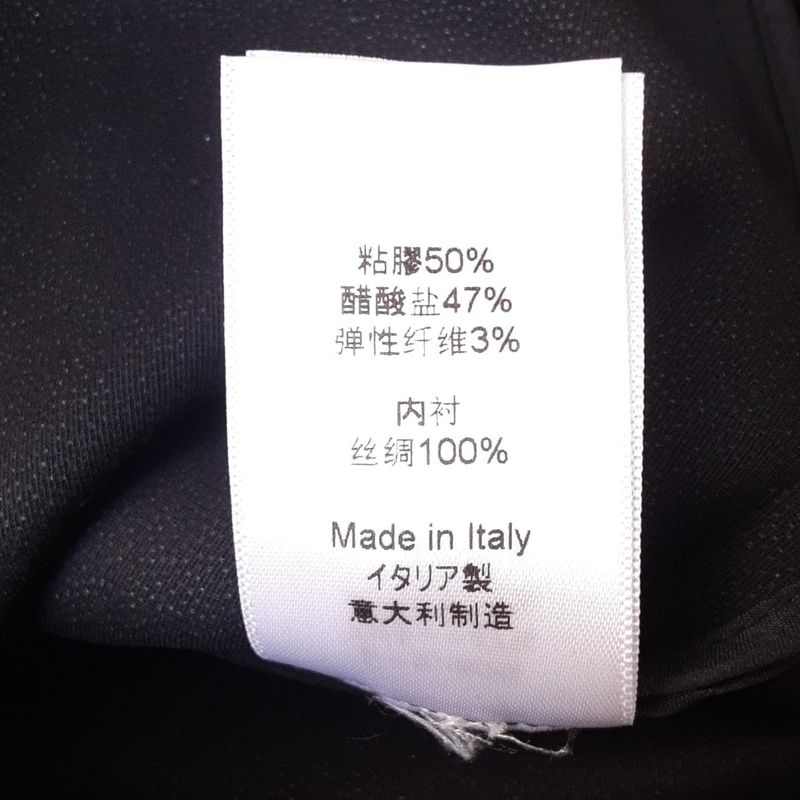 粘膠50%
醋酸盐47%
弹性纤维3%
内衬
丝绸100%
Made in Italy
イタリア製
意大利制造